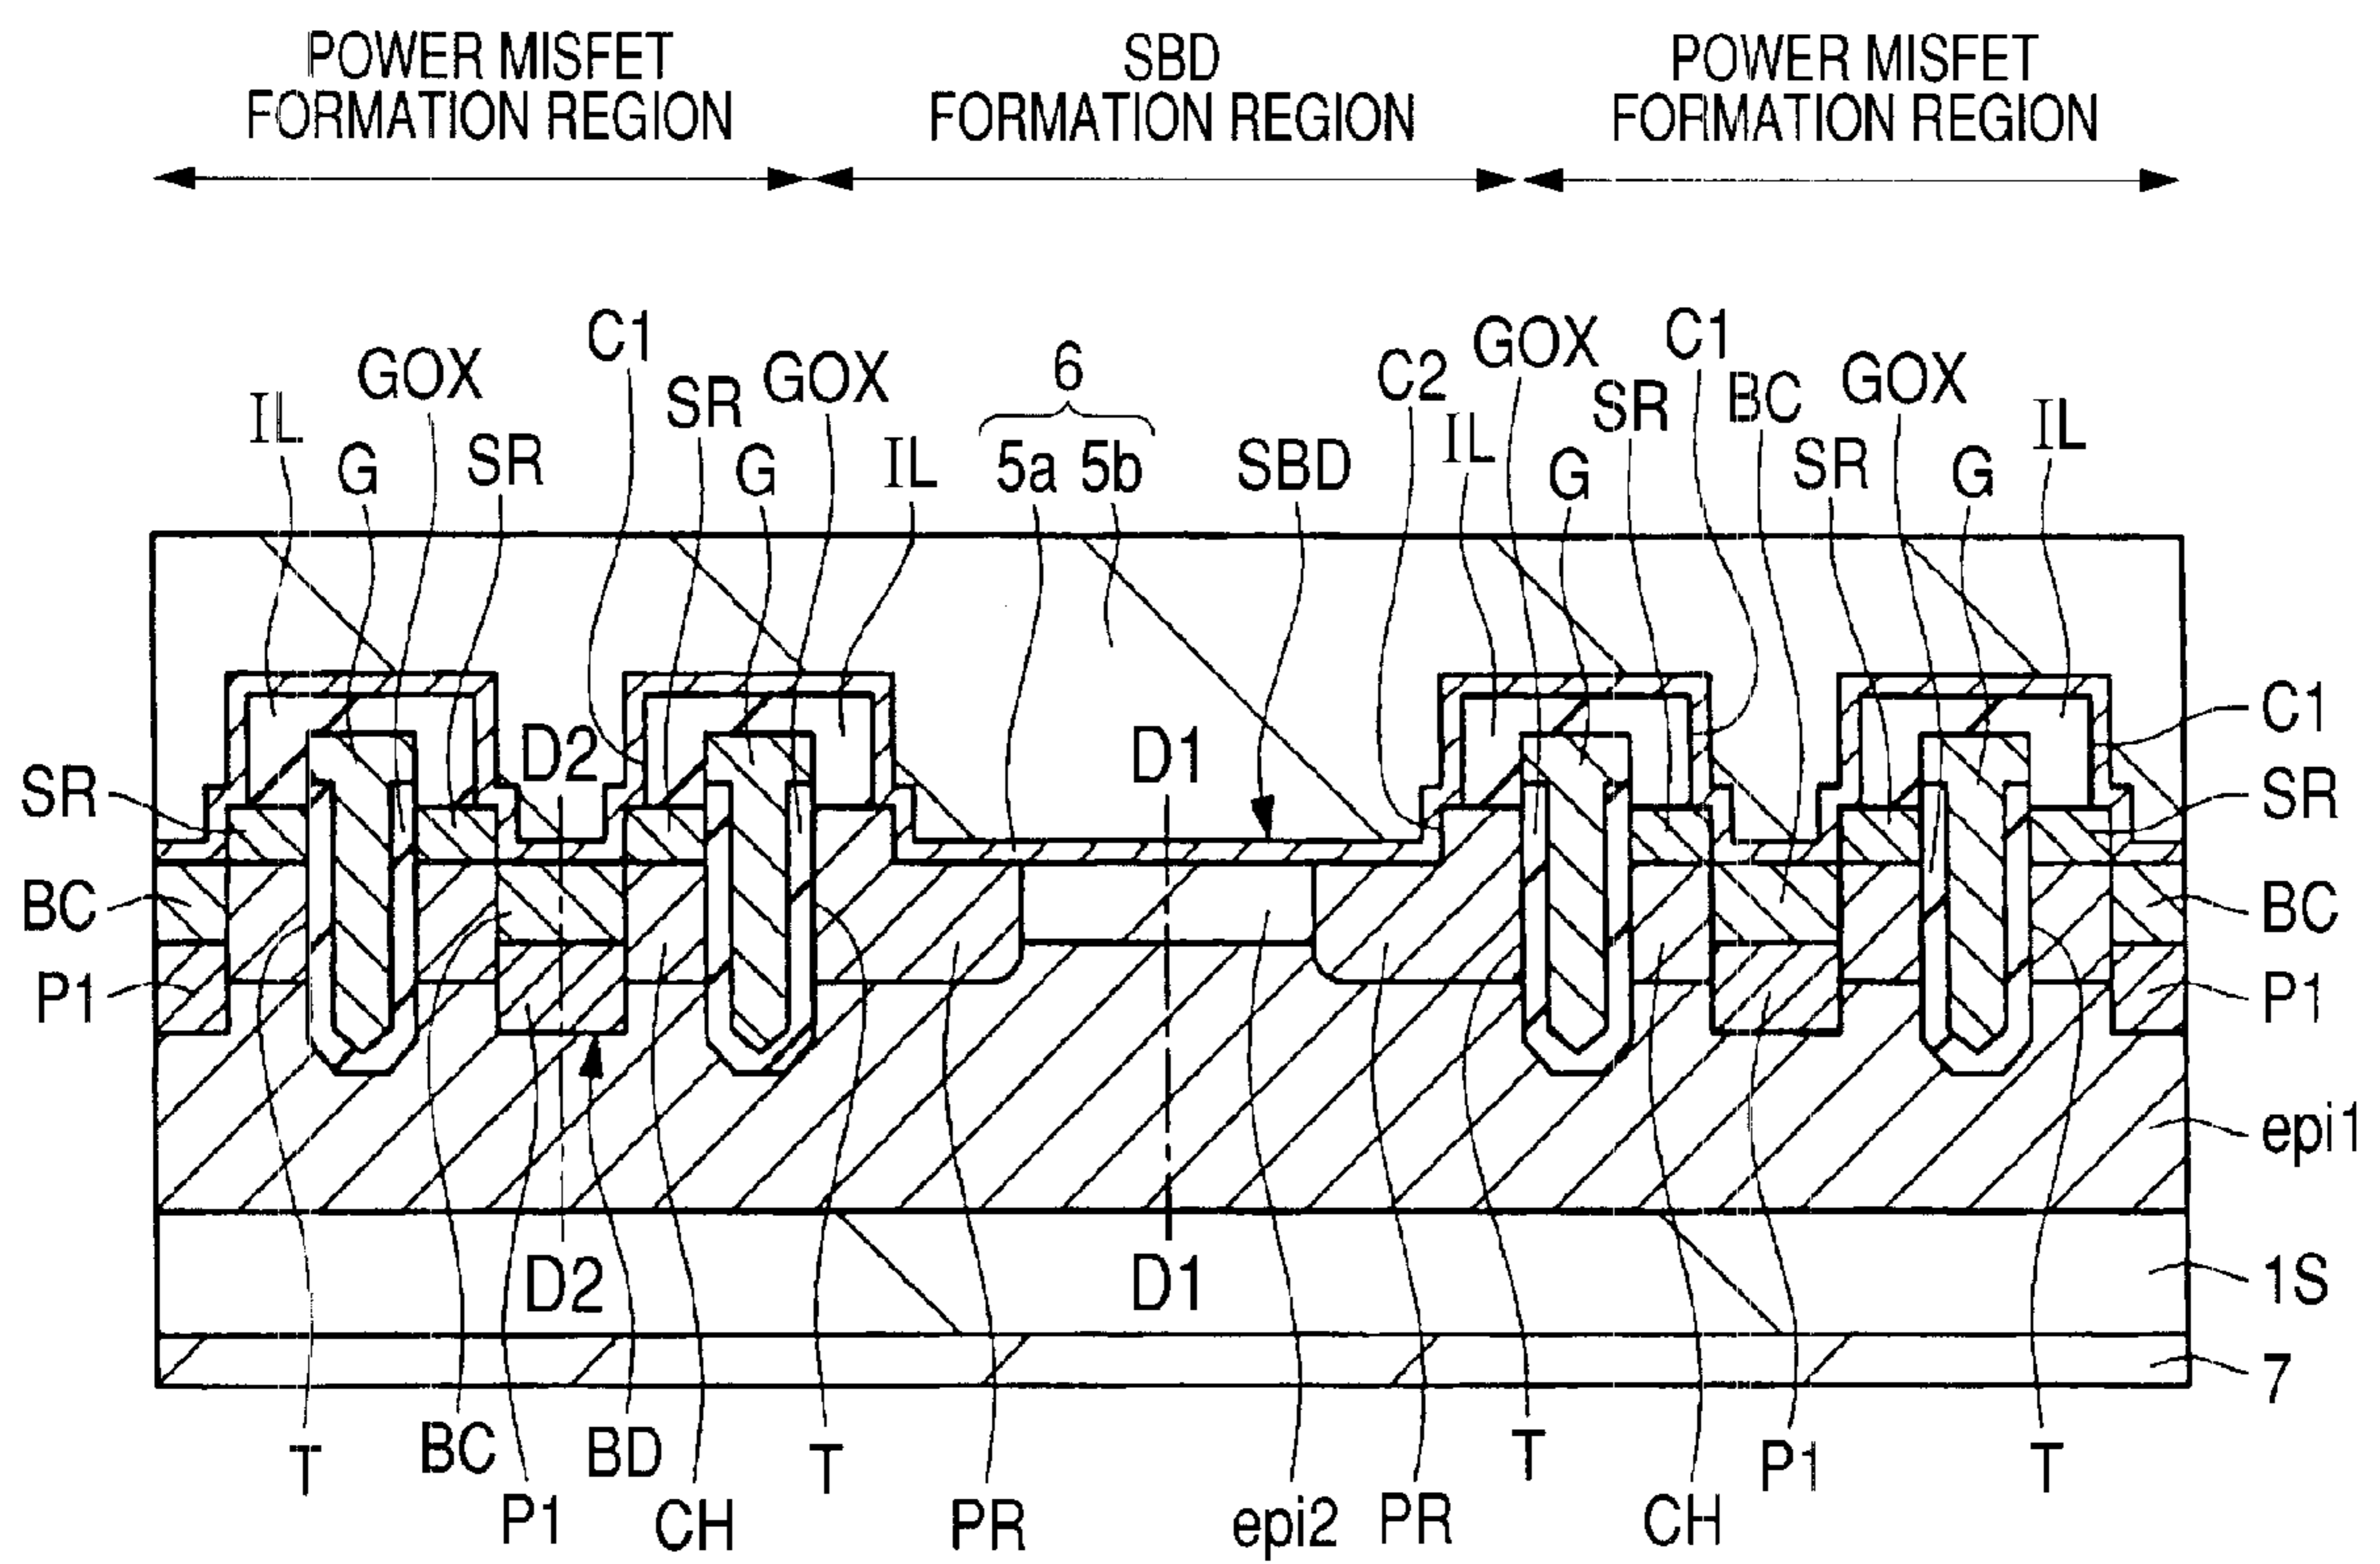 POWER MISFET
FORMATION REGION
SBD
FORMATION REGION
POWER MISFET
FORMATION REGION
C1
GOX
C1
6
GOX
GOX
C2
GOX
SR
SR
BC
IL
IL
IL
SR
G
G
IL
5a 5b
SBD
G
SR
G
D2
D1
C1
SR
SR
BC
BC
P1
P1
epi1
D2
D1
1S
7
T
BC
BD
T
T
P1
T
P1
CH
PR
epi2
PR
CH